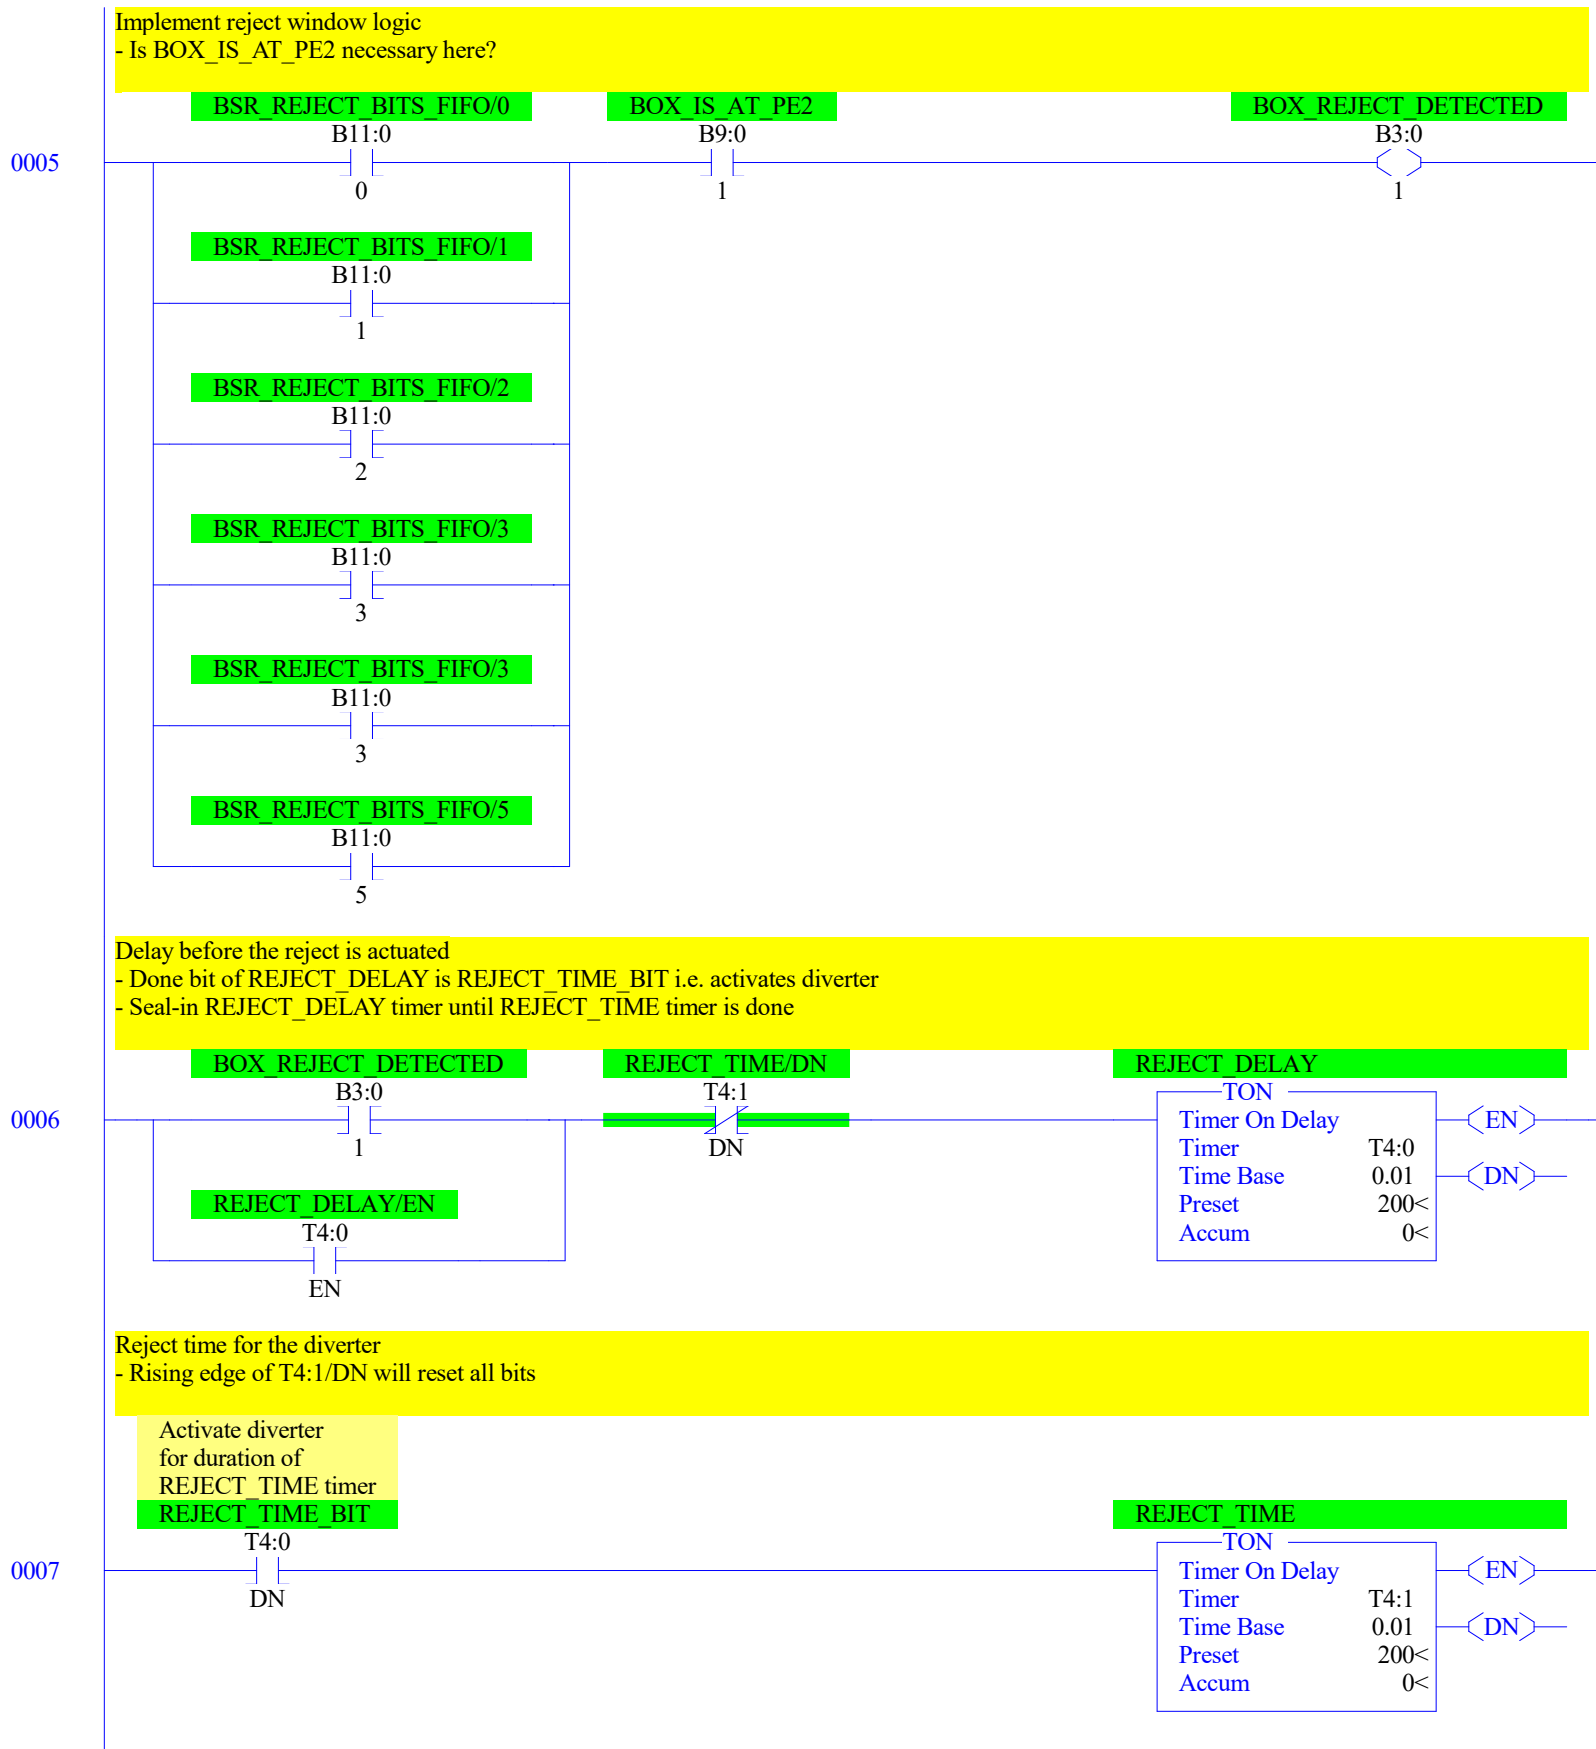 Implement reject window logic
- Is BOX_IS_AT_PE2 necessary here?
BSR_REJECT_BITS_FIFO/0 BOX_IS_AT_PE2 BOX_REJECT_DETECTED
B11:0 B9:0 B3:0
0005
0 1 1
BSR_REJECT_BITS_FIFO/1
B11:0
1
BSR_REJECT_BITS_FIFO/2
B11:0
2
BSR_REJECT_BITS_FIFO/3
B11:0
3
BSR_REJECT_BITS_FIFO/3
B11:0
3
BSR_REJECT_BITS_FIFO/5
B11:0
5
Delay before the reject is actuated
- Done bit of REJECT_DELAY is REJECT_TIME_BIT i.e. activates diverter
- Seal-in REJECT_DELAY timer until REJECT_TIME timer is done
BOX_REJECT_DETECTED REJECT_TIME/DN REJECT_DELAY
B3:0 T4:1 TON
0006 Timer On Delay EN
1 DN Timer T4:0
Time Base 0.01 DN
REJECT_DELAY/EN Preset 200<
T4:0 Accum 0<
EN
Reject time for the diverter
- Rising edge of T4:1/DN will reset all bits
Activate diverter
for duration of
REJECT_TIME timer
REJECT_TIME_BIT REJECT_TIME
T4:0 TON
0007 Timer On Delay EN
DN Timer T4:1
Time Base 0.01 DN
Preset 200<
Accum 0<